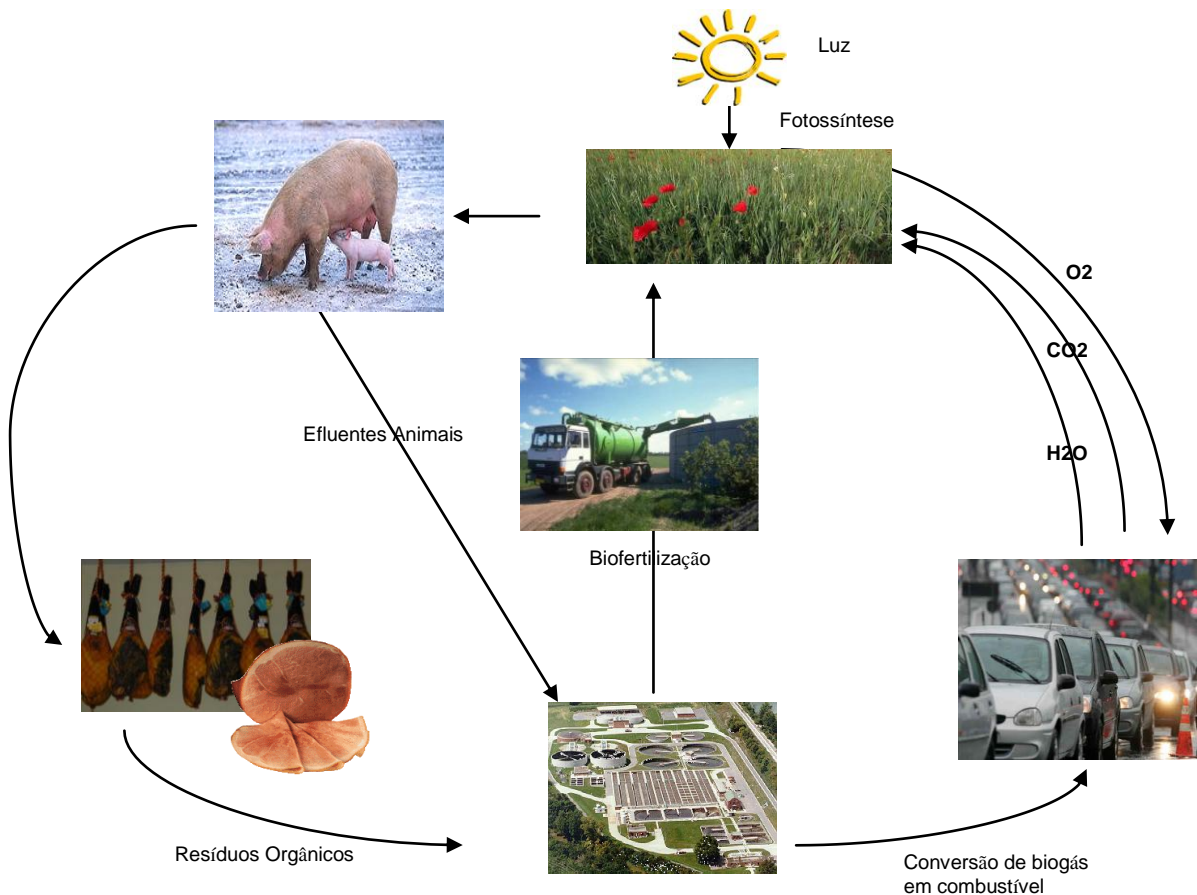 Luz
Fotossíntese
O2
CO2
H2O
Efluentes Animais
Biofertilização
Resíduos Orgânicos
Conversão de biogás
em combustível